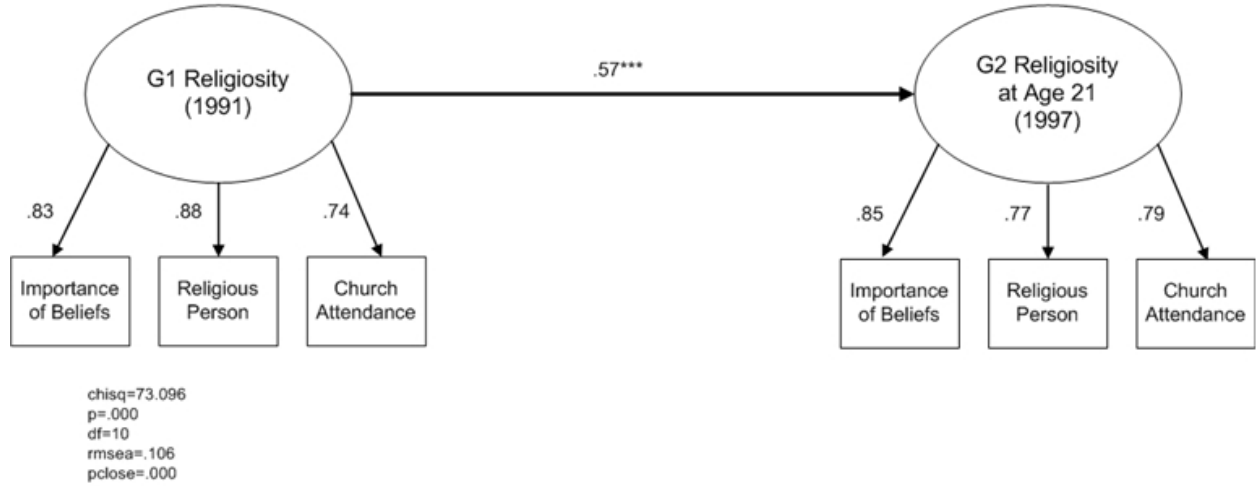 G1 Religiosity
(1991)
.57***
G2 Religiosity
at Age 21
(1997)
.83
.88
.74
.85
.77
.79
Importance
of Beliefs
Religious
Person
Church
Attendance
Importance
of Beliefs
Religious
Person
Church
Attendance
chisq=73.096
p=.000
df=10
rmsea=.106
pclose=.000